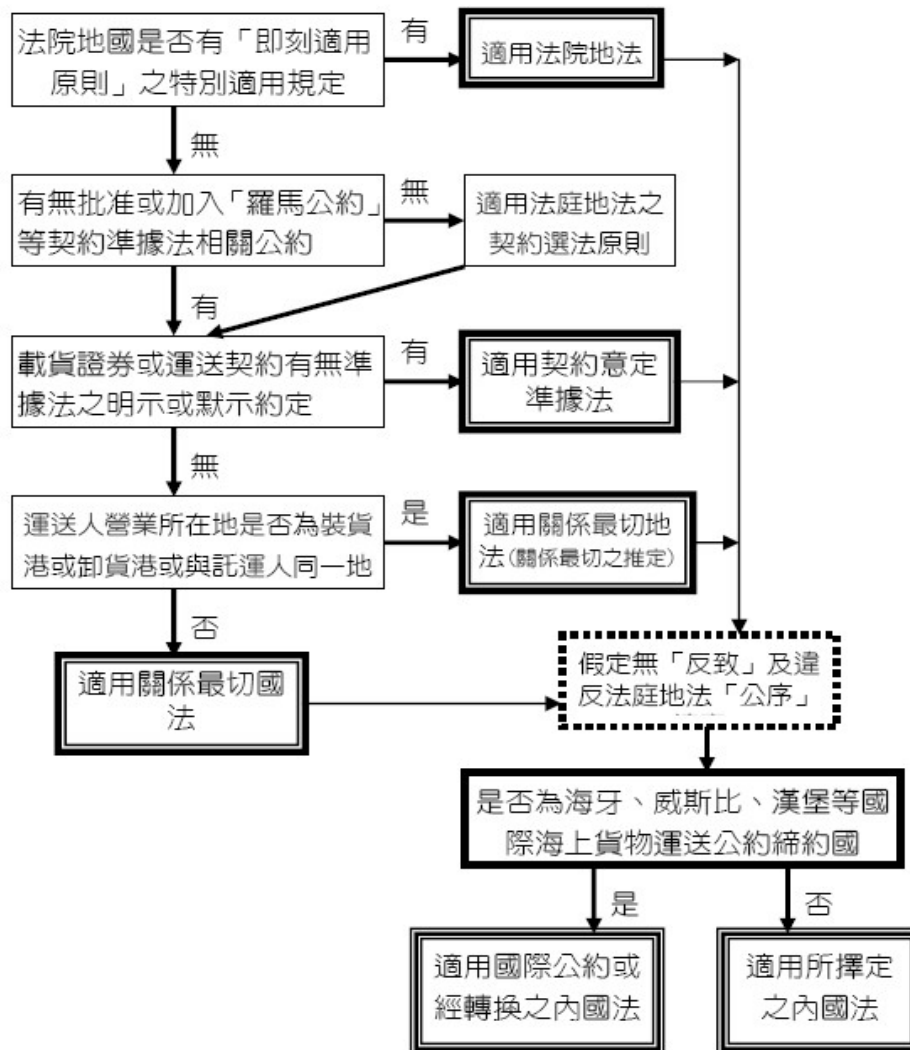 法院地國是否有「即刻適用
原則」之特別適用規定
有
適用法院地法
無
有無批准或加入「羅馬公約」
等契約準據法相關公約
無
適用法庭地法之
契約選法原則
有
載貨證券或運送契約有無準
據法之明示或默示約定
有
適用契約意定
準據法
無
運送人營業所在地是否為裝貨
港或卸貨港或與託運人同一地
是
適用關係最切地
法(關係最切之推定)
否
適用關係最切國
法
假定無「反致」及違
反法庭地法「公序」
是否為海牙、威斯比、漢堡等國
際海上貨物運送公約締約國
是
否
適用國際公約或
經轉換之內國法
適用所擇定
之內國法